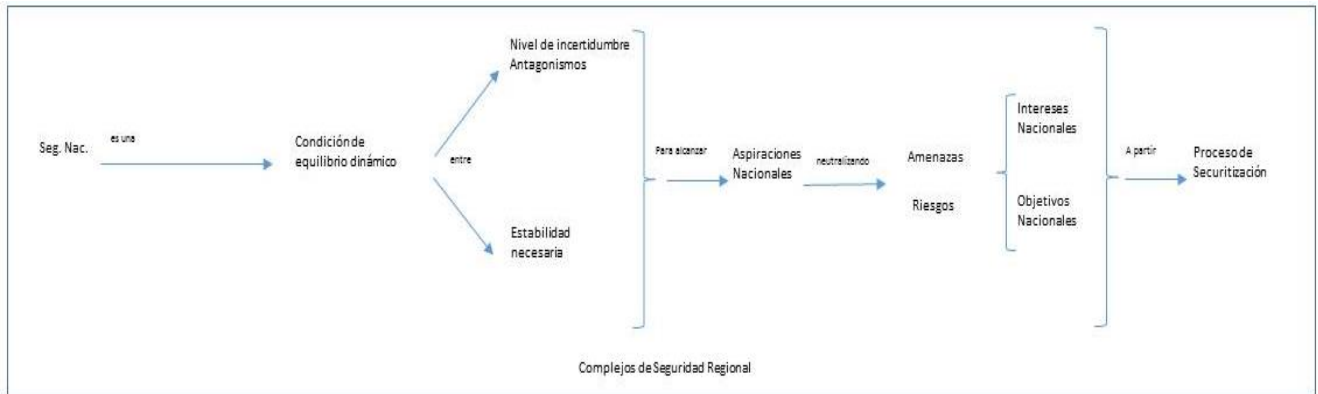 Seg. Nac.
es una
Condición de
equilibrio dinámico
entre
Nivel de incertidumbre
Antagonismos
Estabilidad
necesaria
Para alcanzar
Aspiraciones
Nacionales
neutralizando
Amenazas
Riesgos
Intereses
Nacionales
Objetivos
Nacionales
A partir
Proceso de
Securitización
Complejos de Seguridad Regional